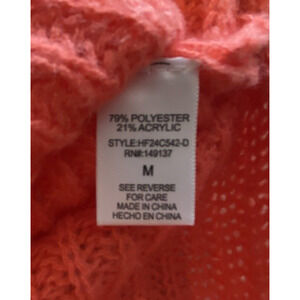 79% POLYESTER
21% ACRYLIC
STYLE:HF24C542-D
RN#:149137
M
SEE REVERSE
FOR CARE
MADE IN CHINA
HECHO EN CHINA